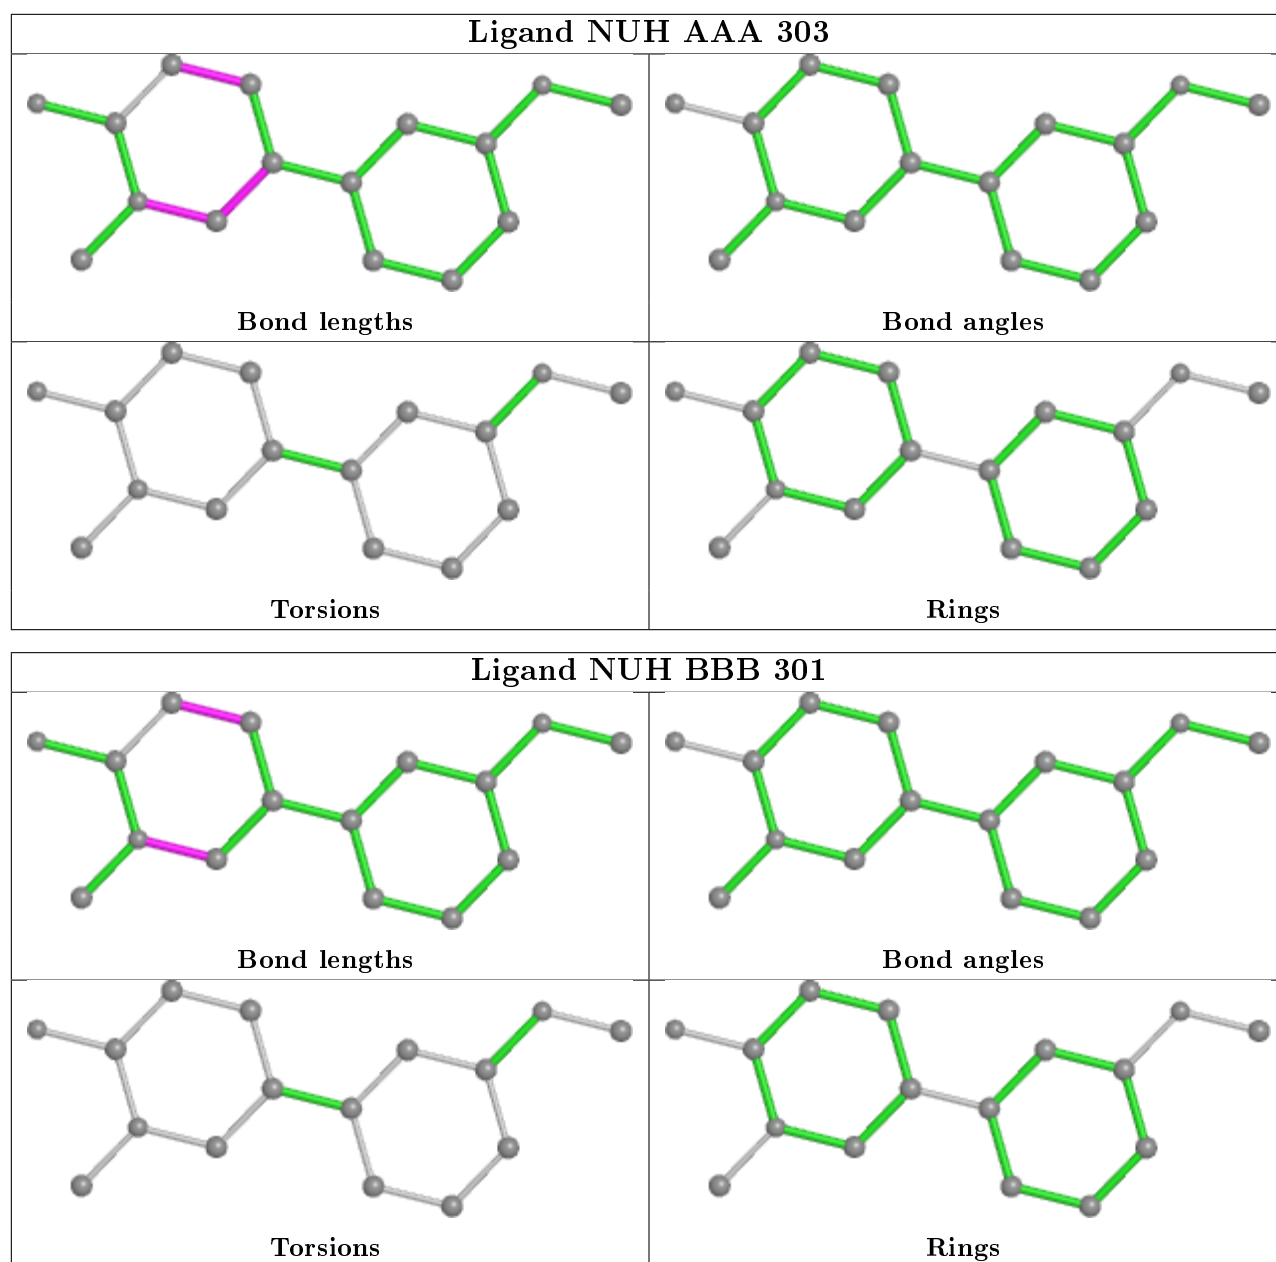 Ligand NUH AAA 303
Bond lengths
Bond angles
Torsions
Rings
Ligand NUH BBB 301
Bond lengths
Bond angles
Torsions
Rings